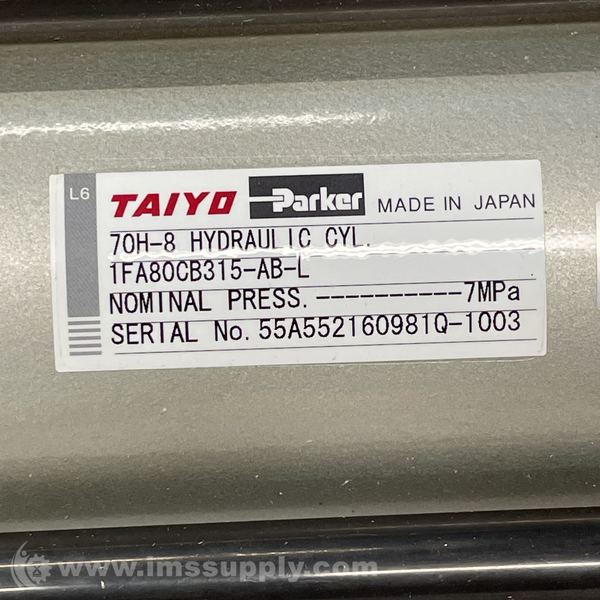 L6
TAIYO Parker MADE IN JAPAN
70H-8 HYDRAULIC CYL.
1FA80CB315-AB-L
NOMINAL PRESS.-----------7MPa
SERIAL No. 55A552160981Q-1003
www.imssupply.com/